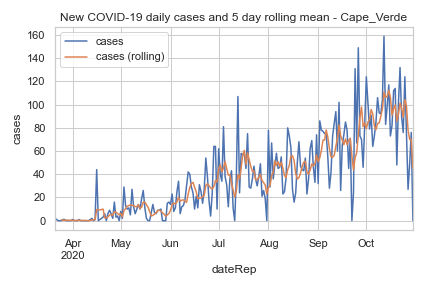 New COVID-19 daily cases and 5 day rolling mean - Cape_Verde
cases
cases (rolling)
160
140
120
100
80
60
40
20
0
cases
Apr
2020
May
Jun
Jul
Aug
Sep
Oct
dateRep